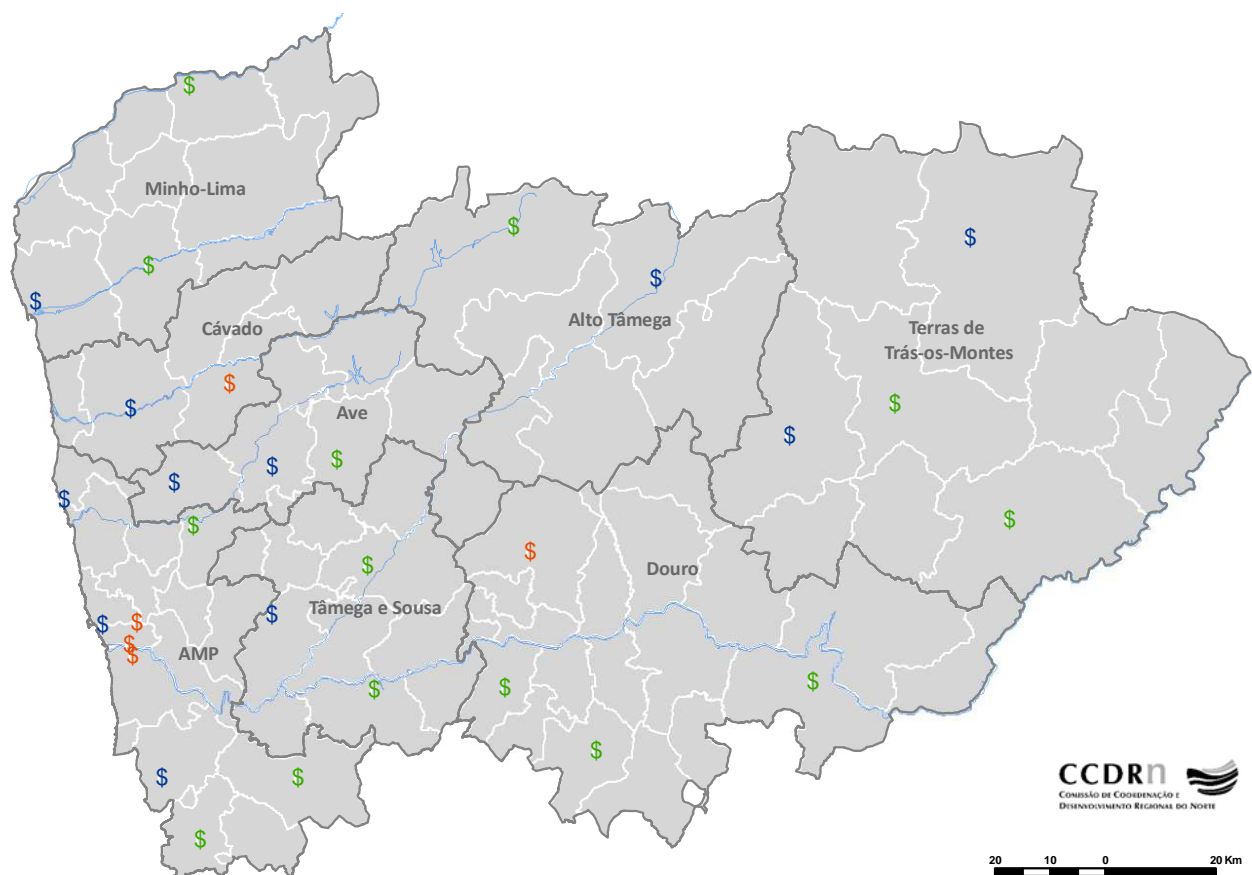 $
$
Minho-Lima
$
$
$
$
$
Alto Tâmega
Cávado
Terras de
Trás-os-Montes
$
$
$
Ave
$
$
$
$
$
$
$
$
$
Douro
Tâmega e Sousa
$
$
$
$
$
AMP
$
$
$
$
$
$
$
CCDRn
COMISSÃO DE COORDENAÇÃO E
DESENVOLVIMENTO REGIONAL DO NORTE
20 10 0 20 Km